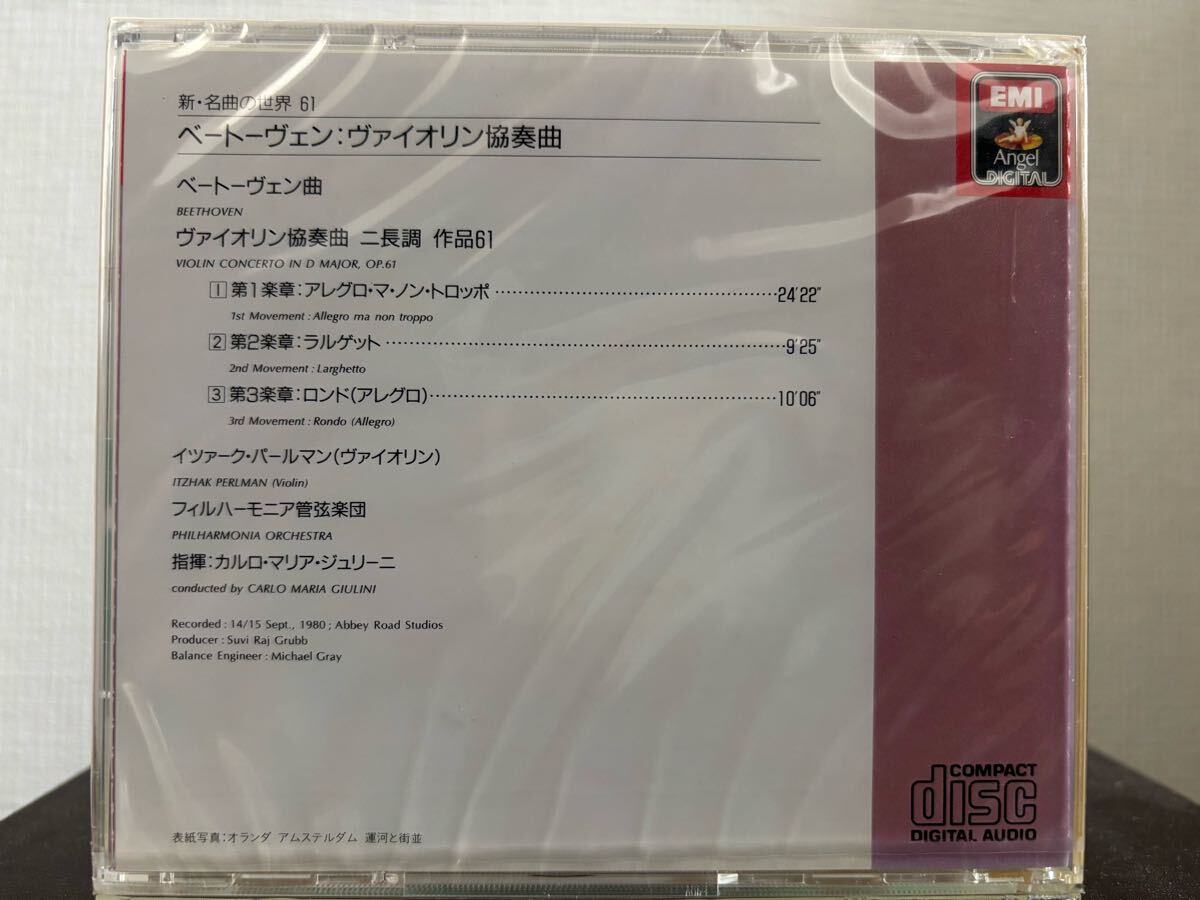 新・名曲の世界 61
ベートーヴェン：ヴァイオリン協奏曲
ベートーヴェン曲
BEETHOVEN
ヴァイオリン協奏曲 ニ長調 作品61
VIOLIN CONCERTO IN D MAJOR, OP.61
1 第1楽章：アレグロ・マ・ノン・トロッポ 24'22"
1st Movement : Allegro ma non troppo
2 第2楽章：ラルゲット 9'25"
2nd Movement : Larghetto
3 第3楽章：ロンド（アレグロ） 10'06"
3rd Movement : Rondo (Allegro)
イツァーク・パールマン（ヴァイオリン）
ITZHAK PERLMAN (Violin)
フィルハーモニア管弦楽団
PHILHARMONIA ORCHESTRA
指揮：カルロ・マリア・ジュリーニ
conducted by CARLO MARIA GIULINI
Recorded : 14/15 Sept., 1980 ; Abbey Road Studios
Producer : Suvi Raj Grubb
Balance Engineer : Michael Gray
表紙写真：オランダ アムステルダム 運河と街並
EMI
Angel
DIGITAL
COMPACT
disc
DIGITAL AUDIO